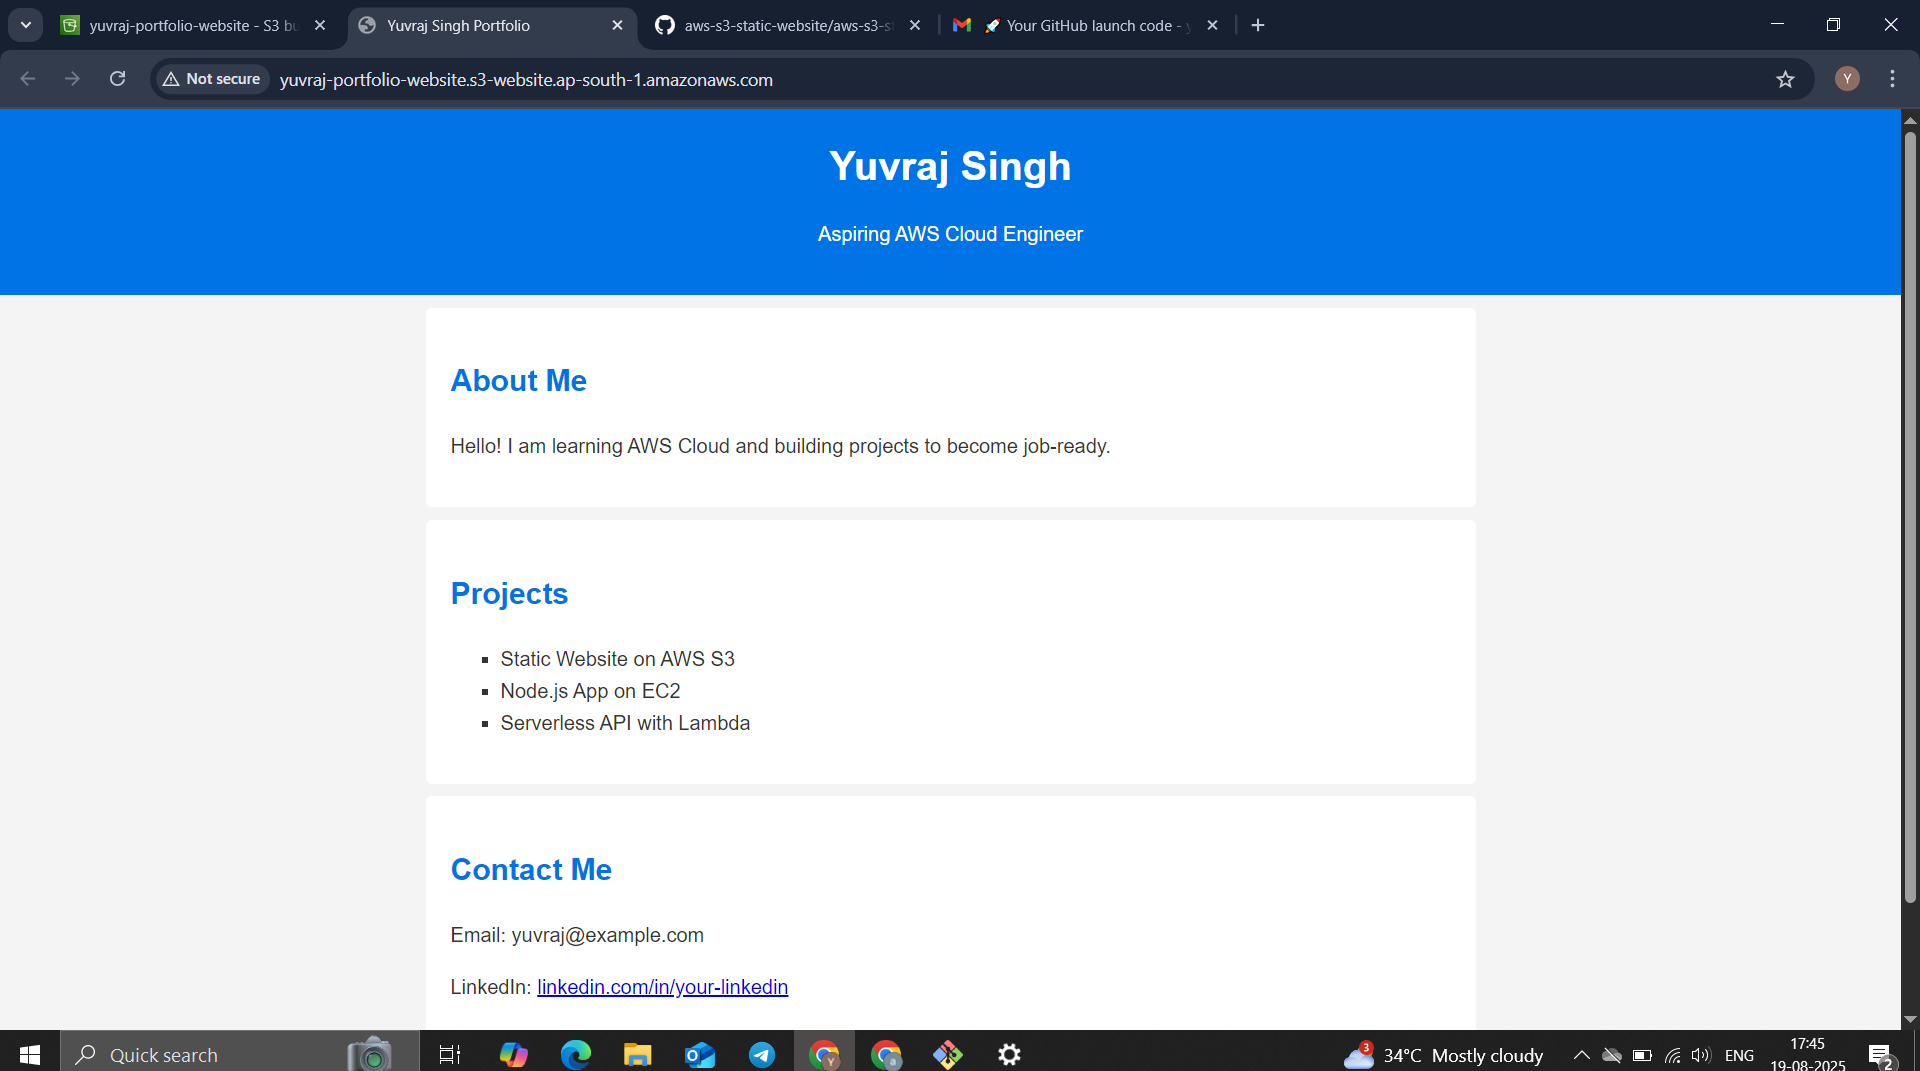 yuvraj-portfolio-website - S3 bu
Yuvraj Singh Portfolio
aws-s3-static-website/aws-s3-s
🚀 Your GitHub launch code - y
Not secure
yuvraj-portfolio-website.s3-website.ap-south-1.amazonaws.com
Y
Yuvraj Singh
Aspiring AWS Cloud Engineer
About Me
Hello! I am learning AWS Cloud and building projects to become job-ready.
Projects
▪ Static Website on AWS S3
▪ Node.js App on EC2
▪ Serverless API with Lambda
Contact Me
Email: yuvraj@example.com
LinkedIn: linkedin.com/in/your-linkedin
Quick search
3
34°C Mostly cloudy
ENG
17:45
19-08-2025
2